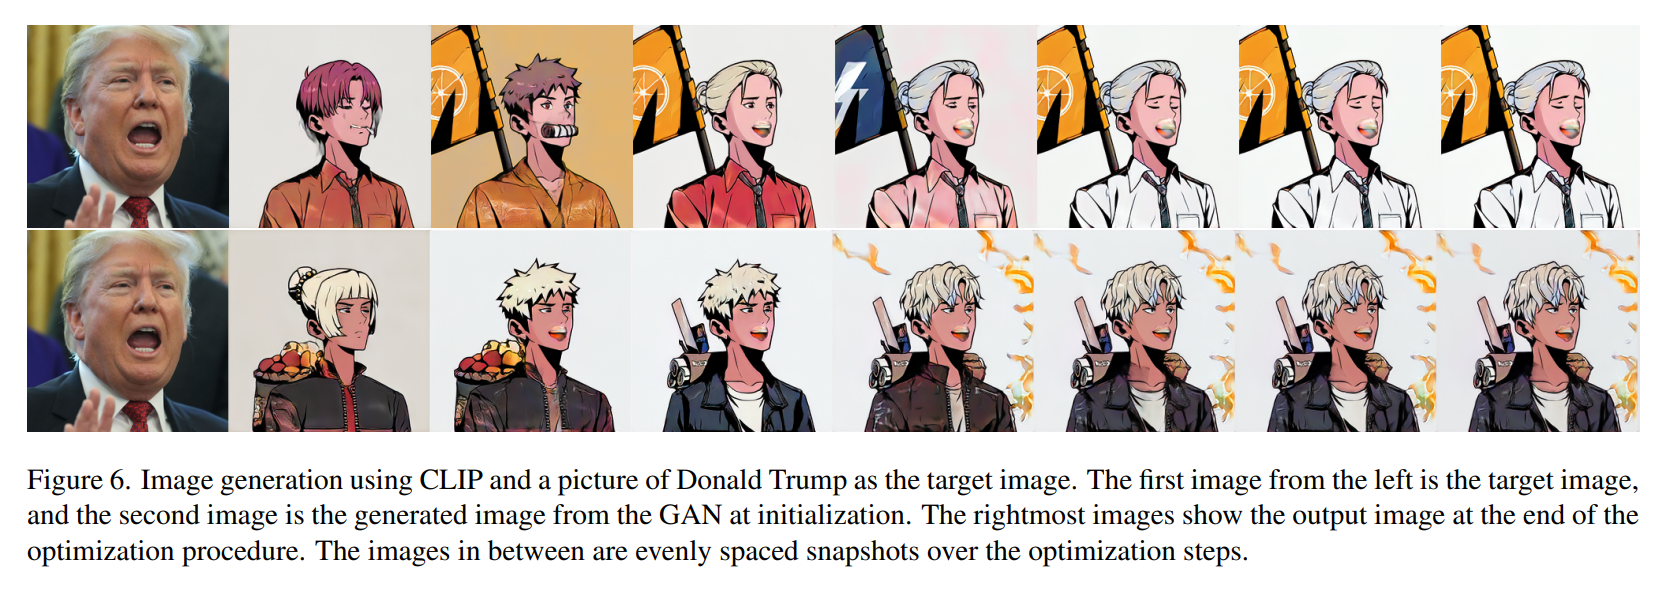 Figure 6. Image generation using CLIP and a picture of Donald Trump as the target image. The first image from the left is the target image,
and the second image is the generated image from the GAN at initialization. The rightmost images show the output image at the end of the
optimization procedure. The images in between are evenly spaced snapshots over the optimization steps.